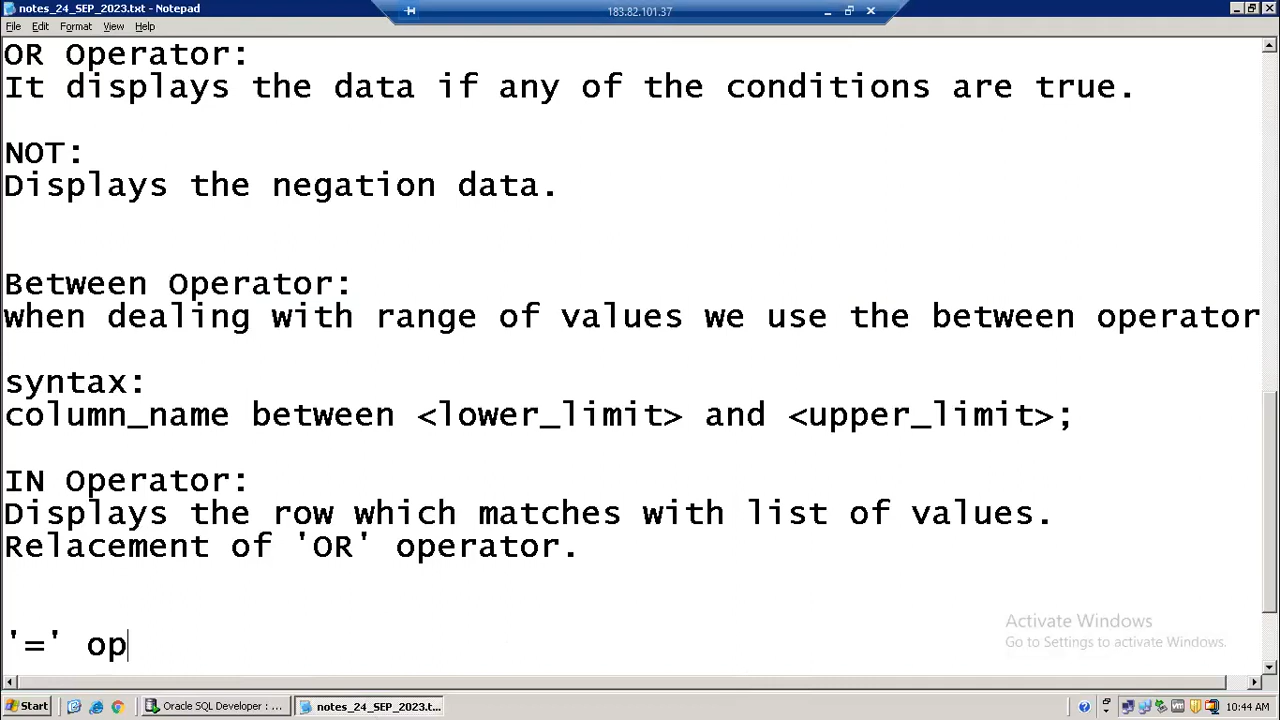 notes_24_SEP_2023.txt - Notepad
183.82.101.37
File Edit Format View Help
OR Operator:
It displays the data if any of the conditions are true.
NOT:
Displays the negation data.
Between Operator:
when dealing with range of values we use the between operator
syntax:
column_name between <lower_limit> and <upper_limit>;
IN Operator:
Displays the row which matches with list of values.
Relacement of 'OR' operator.
'=' op
Activate Windows
Go to Settings to activate Windows.
Start
Oracle SQL Developer : ...
notes_24_SEP_2023.t...
10:44 AM